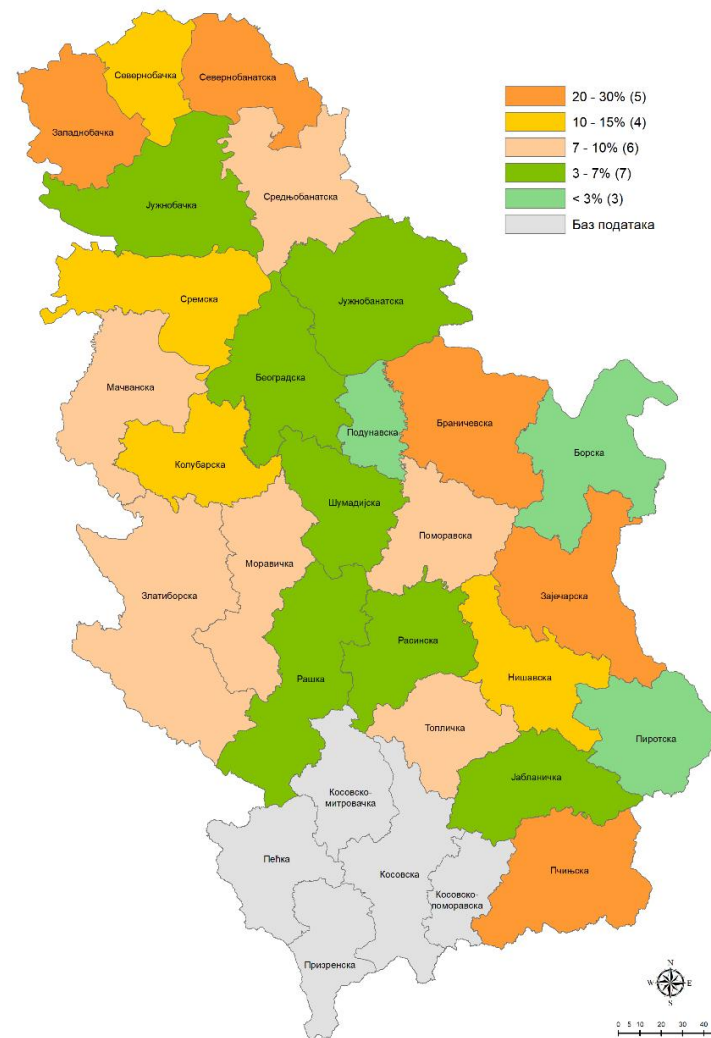 Севернобачка
Севернобанатска
Западнобачка
20 - 30% (5)
10 - 15% (4)
7 - 10% (6)
3 - 7% (7)
< 3% (3)
Баз података
Јужнобачка
Средњобанатска
Сремска
Јужнобанатска
Мачванска
Београдска
Подунавска
Браничевска
Борска
Колубарска
Шумадијска
Поморавска
Моравичка
Златиборска
Зајечарска
Расинска
Рашка
Нишавска
Топличка
Пиротска
Јабланичка
Косовско-
митровачка
Пећка
Косовска
Косовско-
поморавска
Пчињска
Призренска
N
W E
S
0 5 10 20 30 40